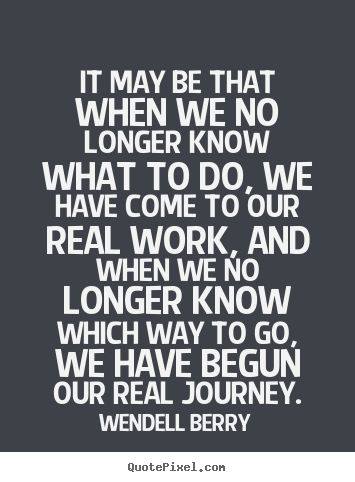 IT MAY BE THAT
WHEN WE NO
LONGER KNOW
WHAT TO DO, WE
HAVE COME TO OUR
REAL WORK, AND
WHEN WE NO
LONGER KNOW
WHICH WAY TO GO,
WE HAVE BEGUN
OUR REAL JOURNEY.
WENDELL BERRY
QuotePixel.com